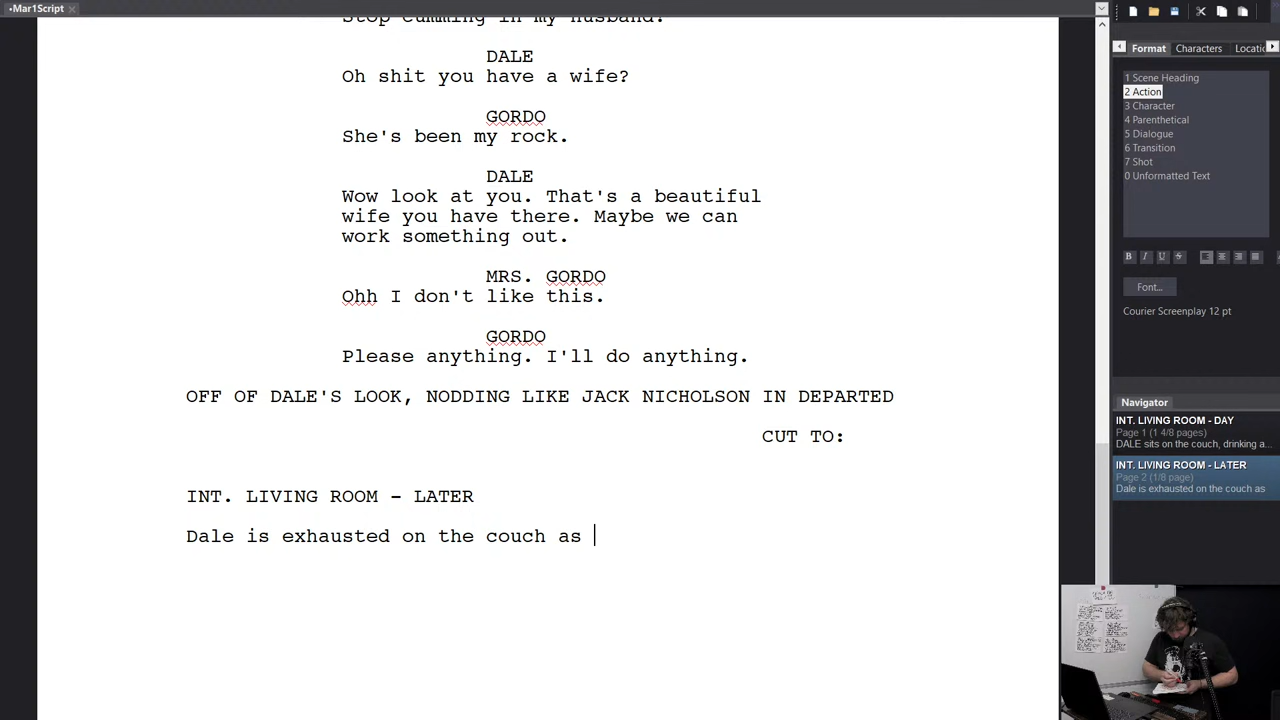 •Mar1Script
Stop cumming in my husband.
DALE
Oh shit you have a wife?
GORDO
She's been my rock.
DALE
Wow look at you. That's a beautiful
wife you have there. Maybe we can
work something out.
MRS. GORDO
Ohh I don't like this.
GORDO
Please anything. I'll do anything.
OFF OF DALE'S LOOK, NODDING LIKE JACK NICHOLSON IN DEPARTED
CUT TO:
INT. LIVING ROOM - LATER
Dale is exhausted on the couch as
Format Characters Locati
1 Scene Heading
2 Action
3 Character
4 Parenthetical
5 Dialogue
6 Transition
7 Shot
0 Unformatted Text
B I U S
Font...
Courier Screenplay 12 pt
Navigator
INT. LIVING ROOM - DAY
Page 1 (1 4/8 pages)
DALE sits on the couch, drinking a...
INT. LIVING ROOM - LATER
Page 2 (1/8 page)
Dale is exhausted on the couch as